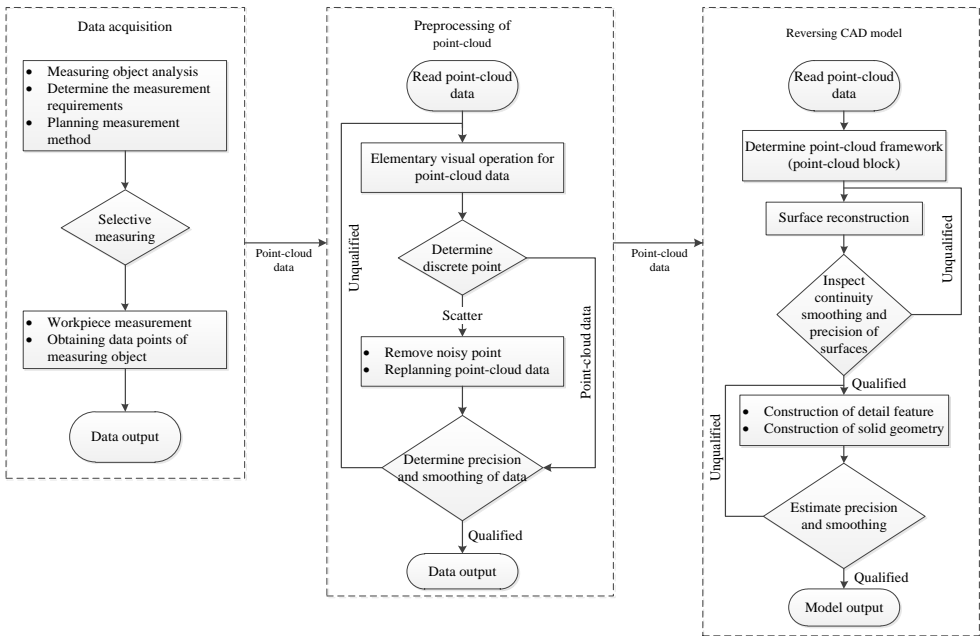 Data acquisition
• Measuring object analysis
• Determine the measurement
requirements
• Planning measurement
method
Selective
measuring
• Workpiece measurement
• Obtaining data points of
measuring object
Data output
Point-cloud
data
Preprocessing of
point-cloud
Read point-cloud
data
Elementary visual operation for
point-cloud data
Unqualified
Determine
discrete point
Scatter
Point-cloud data
• Remove noisy point
• Replanning point-cloud data
Determine precision
and smoothing of data
Qualified
Data output
Point-cloud
data
Reversing CAD model
Read point-cloud
data
Determine point-cloud framework
(point-cloud block)
Surface reconstruction
Unqualified
Inspect
continuity
smoothing and
precision of
surfaces
Qualified
• Construction of detail feature
• Construction of solid geometry
Unqualified
Estimate precision
and smoothing
Qualified
Model output